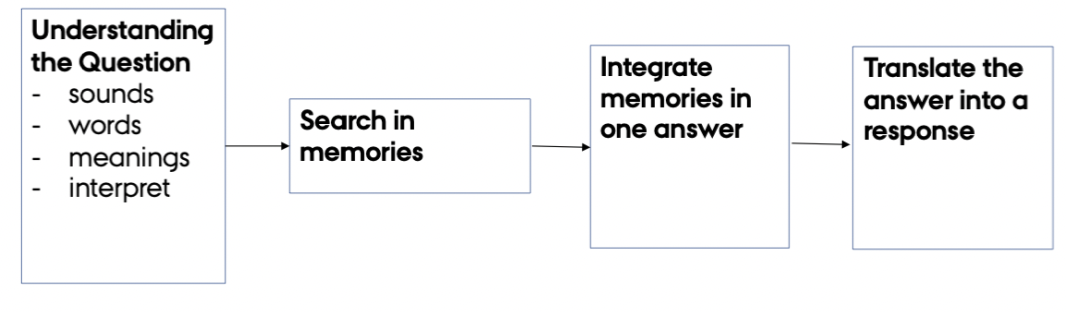 Understanding
the Question
- sounds
- words
- meanings
- interpret
Search in
memories
Integrate
memories in
one answer
Translate the
answer into a
response